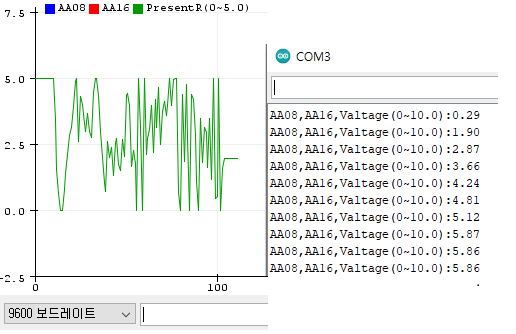 7.5
AA08 AA16 PresentR(0~5.0)
5.0
2.5
0.0
-2.5
0 100
9600 보드레이트
COM3
AA08,AA16,Valtage(0~10.0):0.29
AA08,AA16,Valtage(0~10.0):1.90
AA08,AA16,Valtage(0~10.0):2.87
AA08,AA16,Valtage(0~10.0):3.66
AA08,AA16,Valtage(0~10.0):4.24
AA08,AA16,Valtage(0~10.0):4.81
AA08,AA16,Valtage(0~10.0):5.12
AA08,AA16,Valtage(0~10.0):5.87
AA08,AA16,Valtage(0~10.0):5.86
AA08,AA16,Valtage(0~10.0):5.86